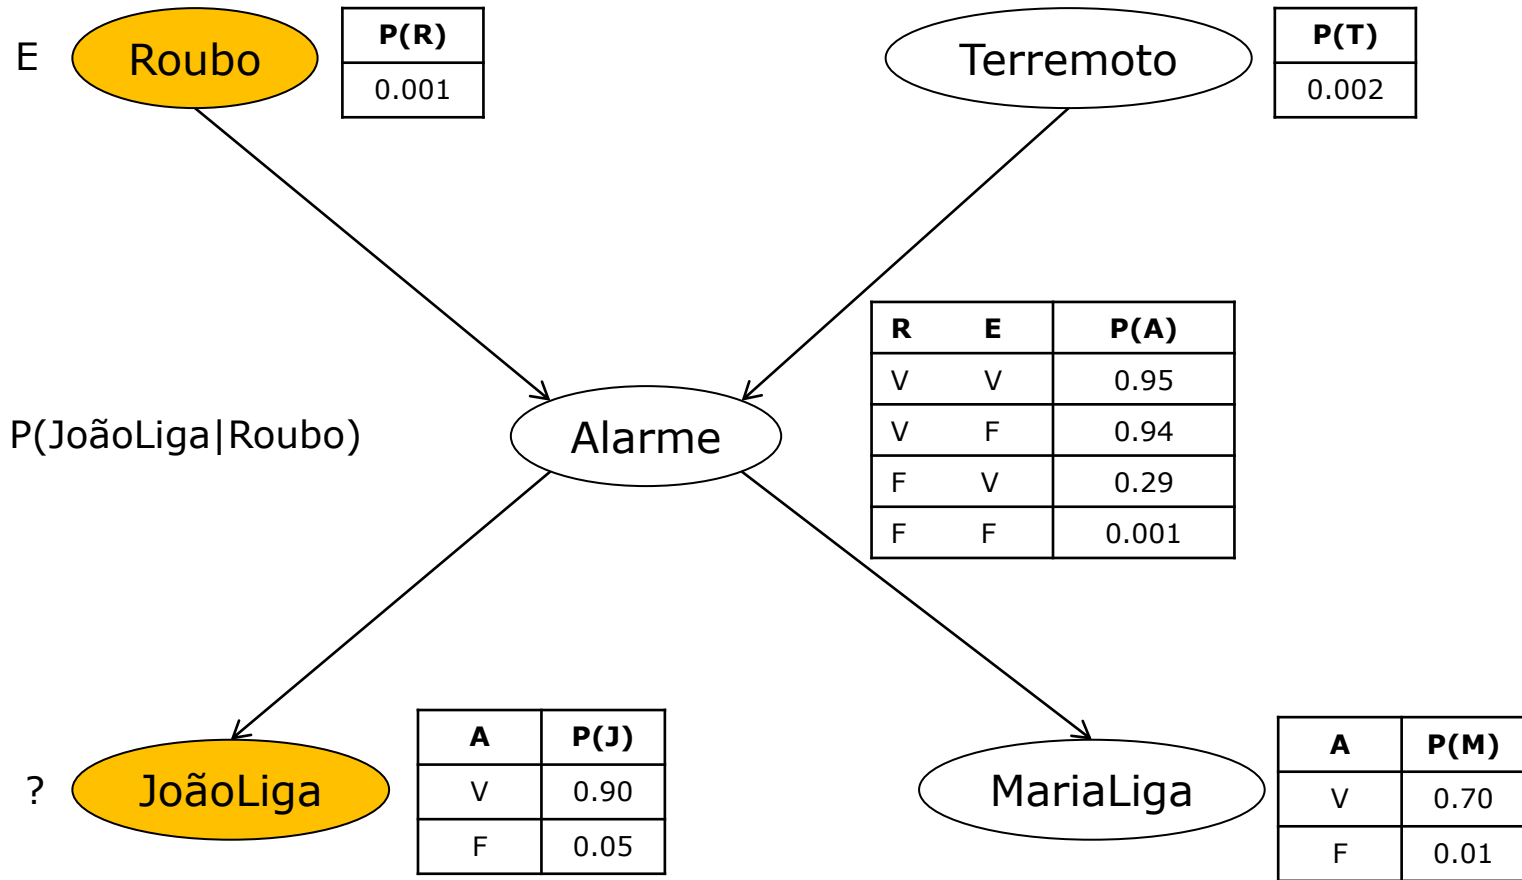 E
Roubo
P(R)
0.001
Terremoto
P(T)
0.002
R E P(A)
V V 0.95
V F 0.94
F V 0.29
F F 0.001
P(JoãoLiga|Roubo)
Alarme
?
JoãoLiga
A P(J)
V 0.90
F 0.05
MariaLiga
A P(M)
V 0.70
F 0.01